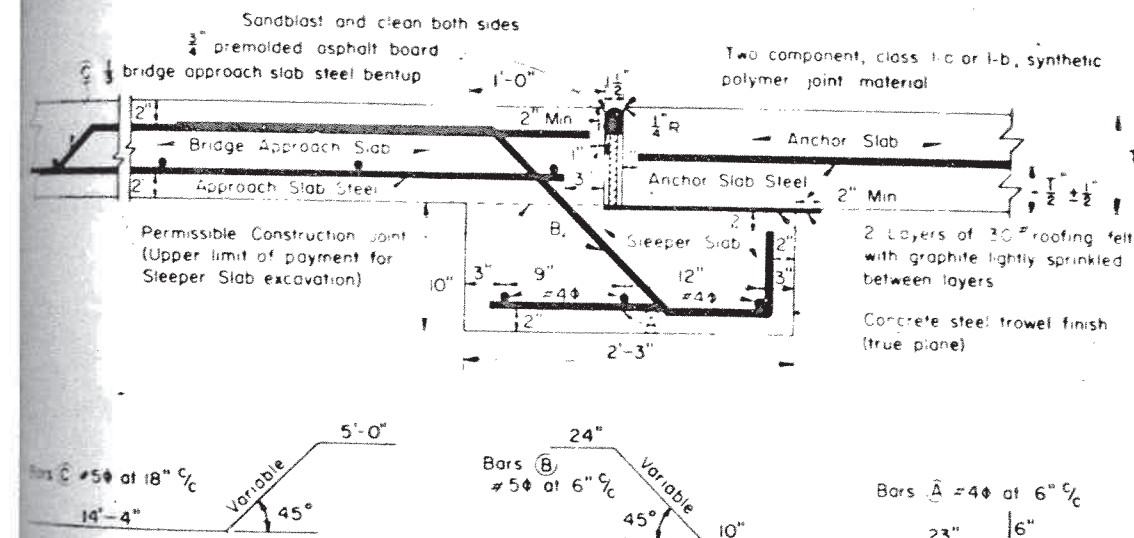 Sandblast and clean both sides
3/4" premolded asphalt board
C 1/3 bridge approach slab steel bentup
1'-0"
1 1/2"
Two component, class I-c or I-b, synthetic
polymer joint material
2"
2" Min
1/4" R
Bridge Approach Slab
Anchor Slab
1"
3"
2"
Approach Slab Steel
Anchor Slab Steel
2" Min
T/2" ± 1/2"
T
Permissible Construction Joint
(Upper limit of payment for
Sleeper Slab excavation)
B
Sleeper Slab
2
2"
2 Layers of 30# roofing felt
with graphite lightly sprinkled
between layers
10"
3"
9"
12"
3"
#4Φ
#4Φ
2"
Concrete steel trowel finish
(true plane)
2'-3"
5'-0"
24"
Bars C #5Φ at 18" C/C
Variable
45°
14'-4"
Bars B
#5Φ at 6" C/C
Variable
45°
10"
Bars A #4Φ at 6" C/C
23"
6"